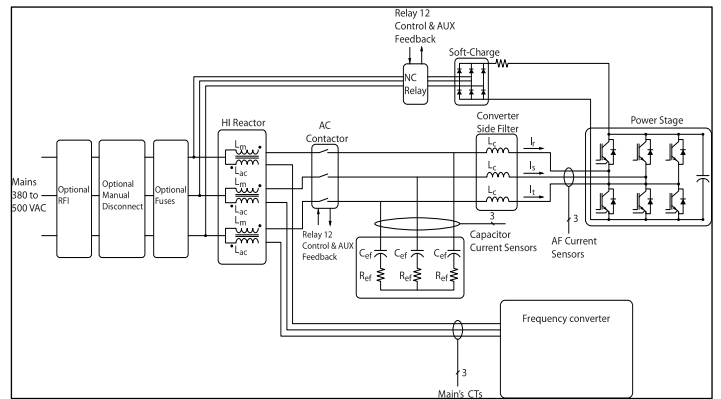 Relay 12
Control & AUX
Feedback
Soft-Charge
NC
Relay
HI Reactor
AC
Contactor
Converter
Side Filter
Power Stage
Lm
Lac
Lm
Lac
Lm
Lac
Lc
Ir
Lc
Is
Lc
It
Mains
380 to
500 VAC
Optional
RFI
Optional
Manual
Disconnect
Optional
Fuses
Relay 12
Control & AUX
Feedback
3
Capacitor
Current Sensors
3
AF Current
Sensors
Cef
Cef
Cef
Ref
Ref
Ref
Frequency converter
3
Main's CTs